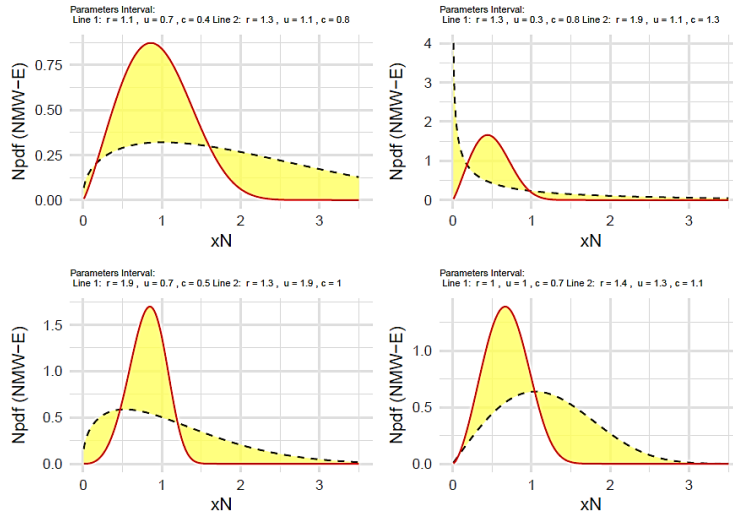 Parameters Interval:
Line 1: r = 1.1 , u = 0.7 , c = 0.4 Line 2: r = 1.3 , u = 1.1 , c = 0.8
Npdf (NMW−E)
0.75
0.50
0.25
0.00
0 1 2 3
xN
Parameters Interval:
Line 1: r = 1.3 , u = 0.3 , c = 0.8 Line 2: r = 1.9 , u = 1.1 , c = 1.3
Npdf (NMW−E)
4
3
2
1
0
0 1 2 3
xN
Parameters Interval:
Line 1: r = 1.9 , u = 0.7 , c = 0.5 Line 2: r = 1.3 , u = 1.9 , c = 1
Npdf (NMW−E)
1.5
1.0
0.5
0.0
0 1 2 3
xN
Parameters Interval:
Line 1: r = 1 , u = 1 , c = 0.7 Line 2: r = 1.4 , u = 1.3 , c = 1.1
Npdf (NMW−E)
1.0
0.5
0.0
0 1 2 3
xN